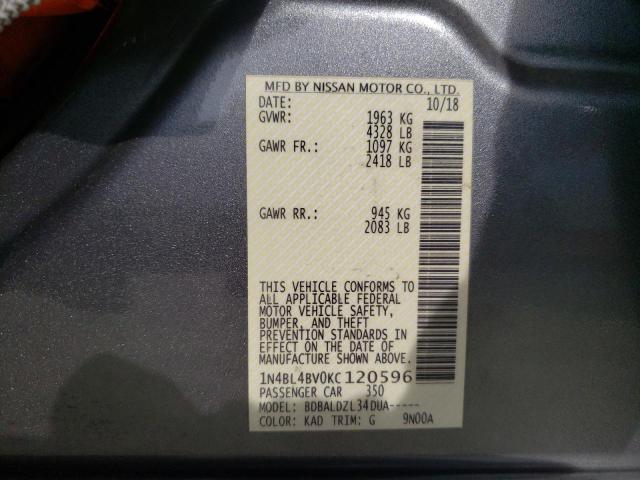 MFD BY NISSAN MOTOR CO., LTD.
DATE: 10/18
GVWR: 1963 KG
4328 LB
GAWR FR.: 1097 KG
2418 LB
GAWR RR.: 945 KG
2083 LB
THIS VEHICLE CONFORMS TO
ALL APPLICABLE FEDERAL
MOTOR VEHICLE SAFETY,
BUMPER, AND THEFT
PREVENTION STANDARDS IN
EFFECT ON THE DATE OF
MANUFACTURE SHOWN ABOVE.
1N4BL4BV0KC120596
PASSENGER CAR 350
MODEL: BDBALDZL34DUA-----
COLOR: KAD TRIM: G 9N00A